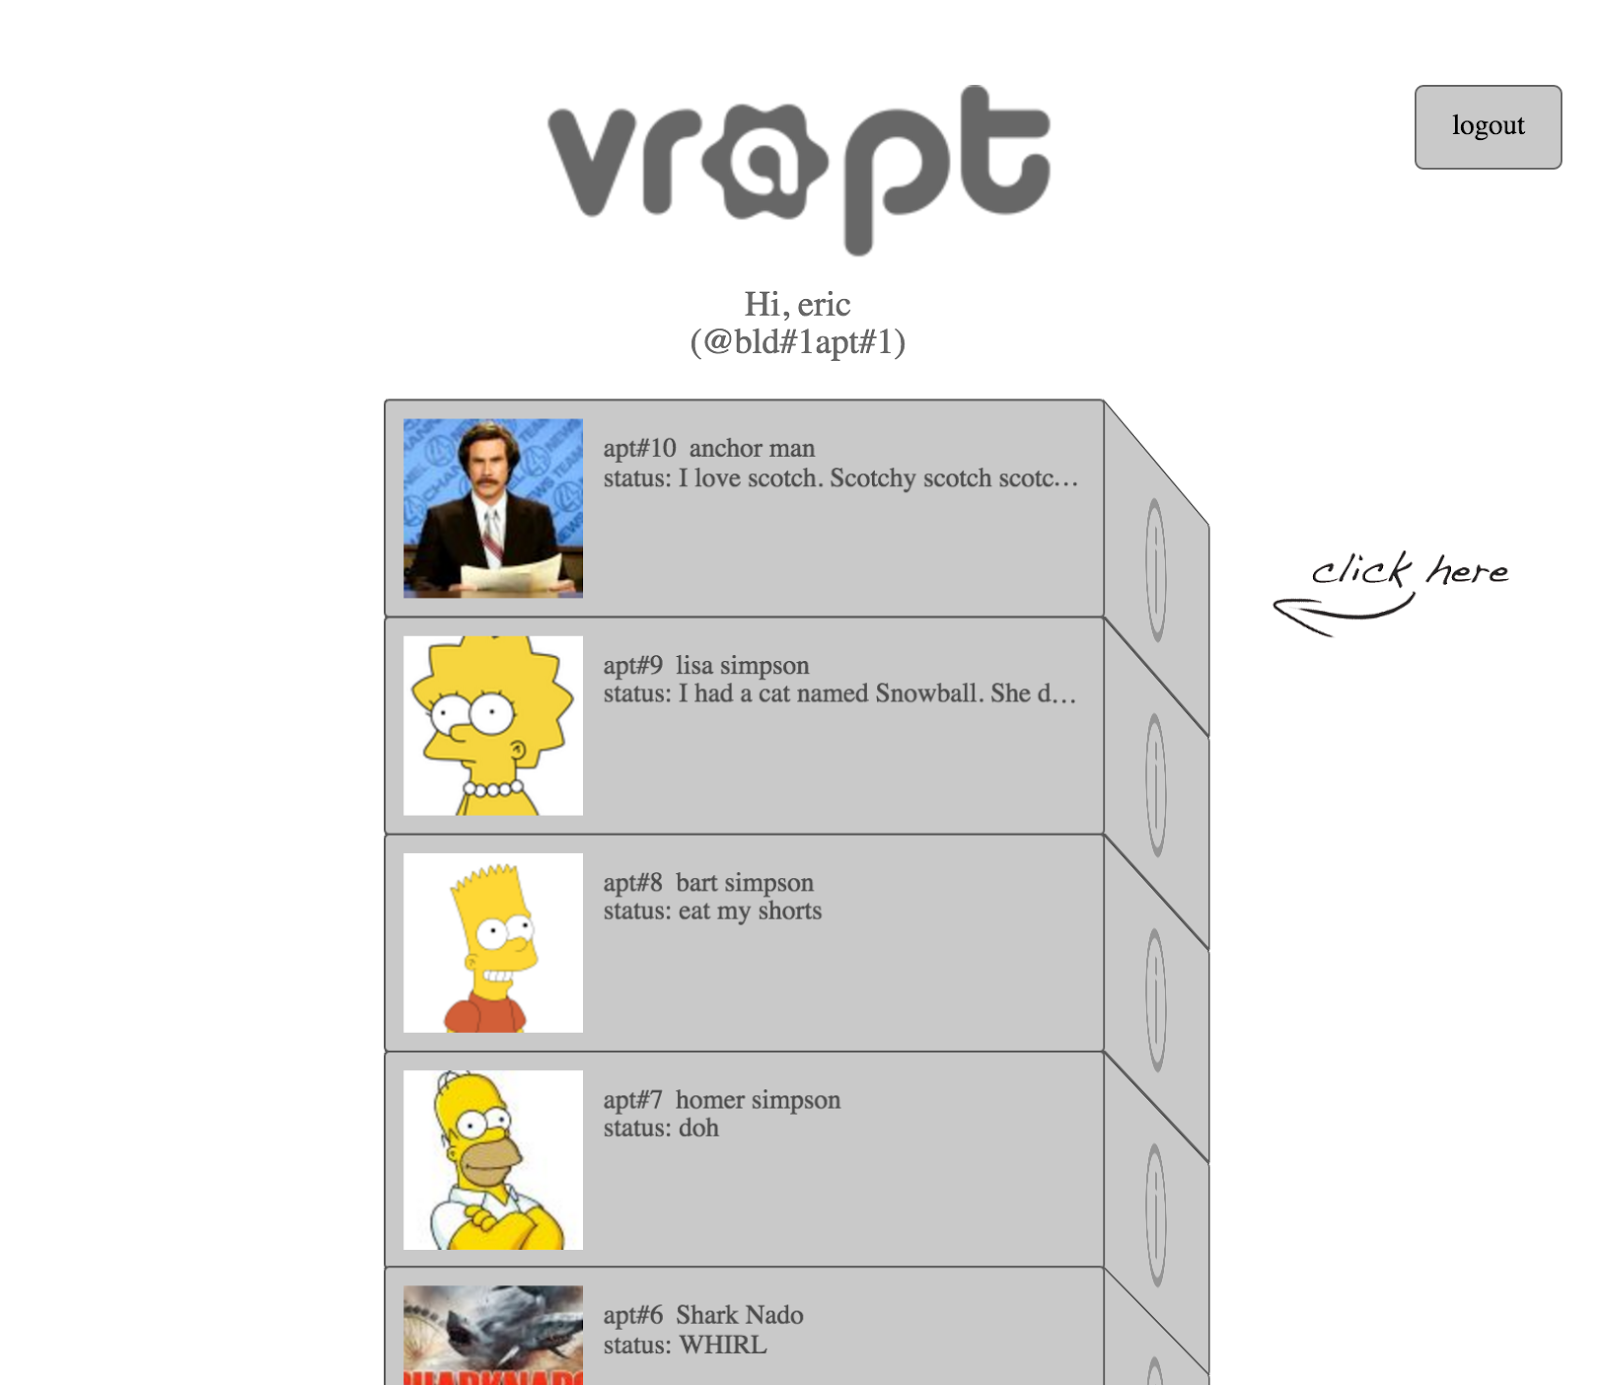 vrapt
logout
Hi, eric
(@bld#1apt#1)
apt#10 anchor man
status: I love scotch. Scotchy scotch scotc…
click here
apt#9 lisa simpson
status: I had a cat named Snowball. She d…
apt#8 bart simpson
status: eat my shorts
apt#7 homer simpson
status: doh
apt#6 Shark Nado
status: WHIRL